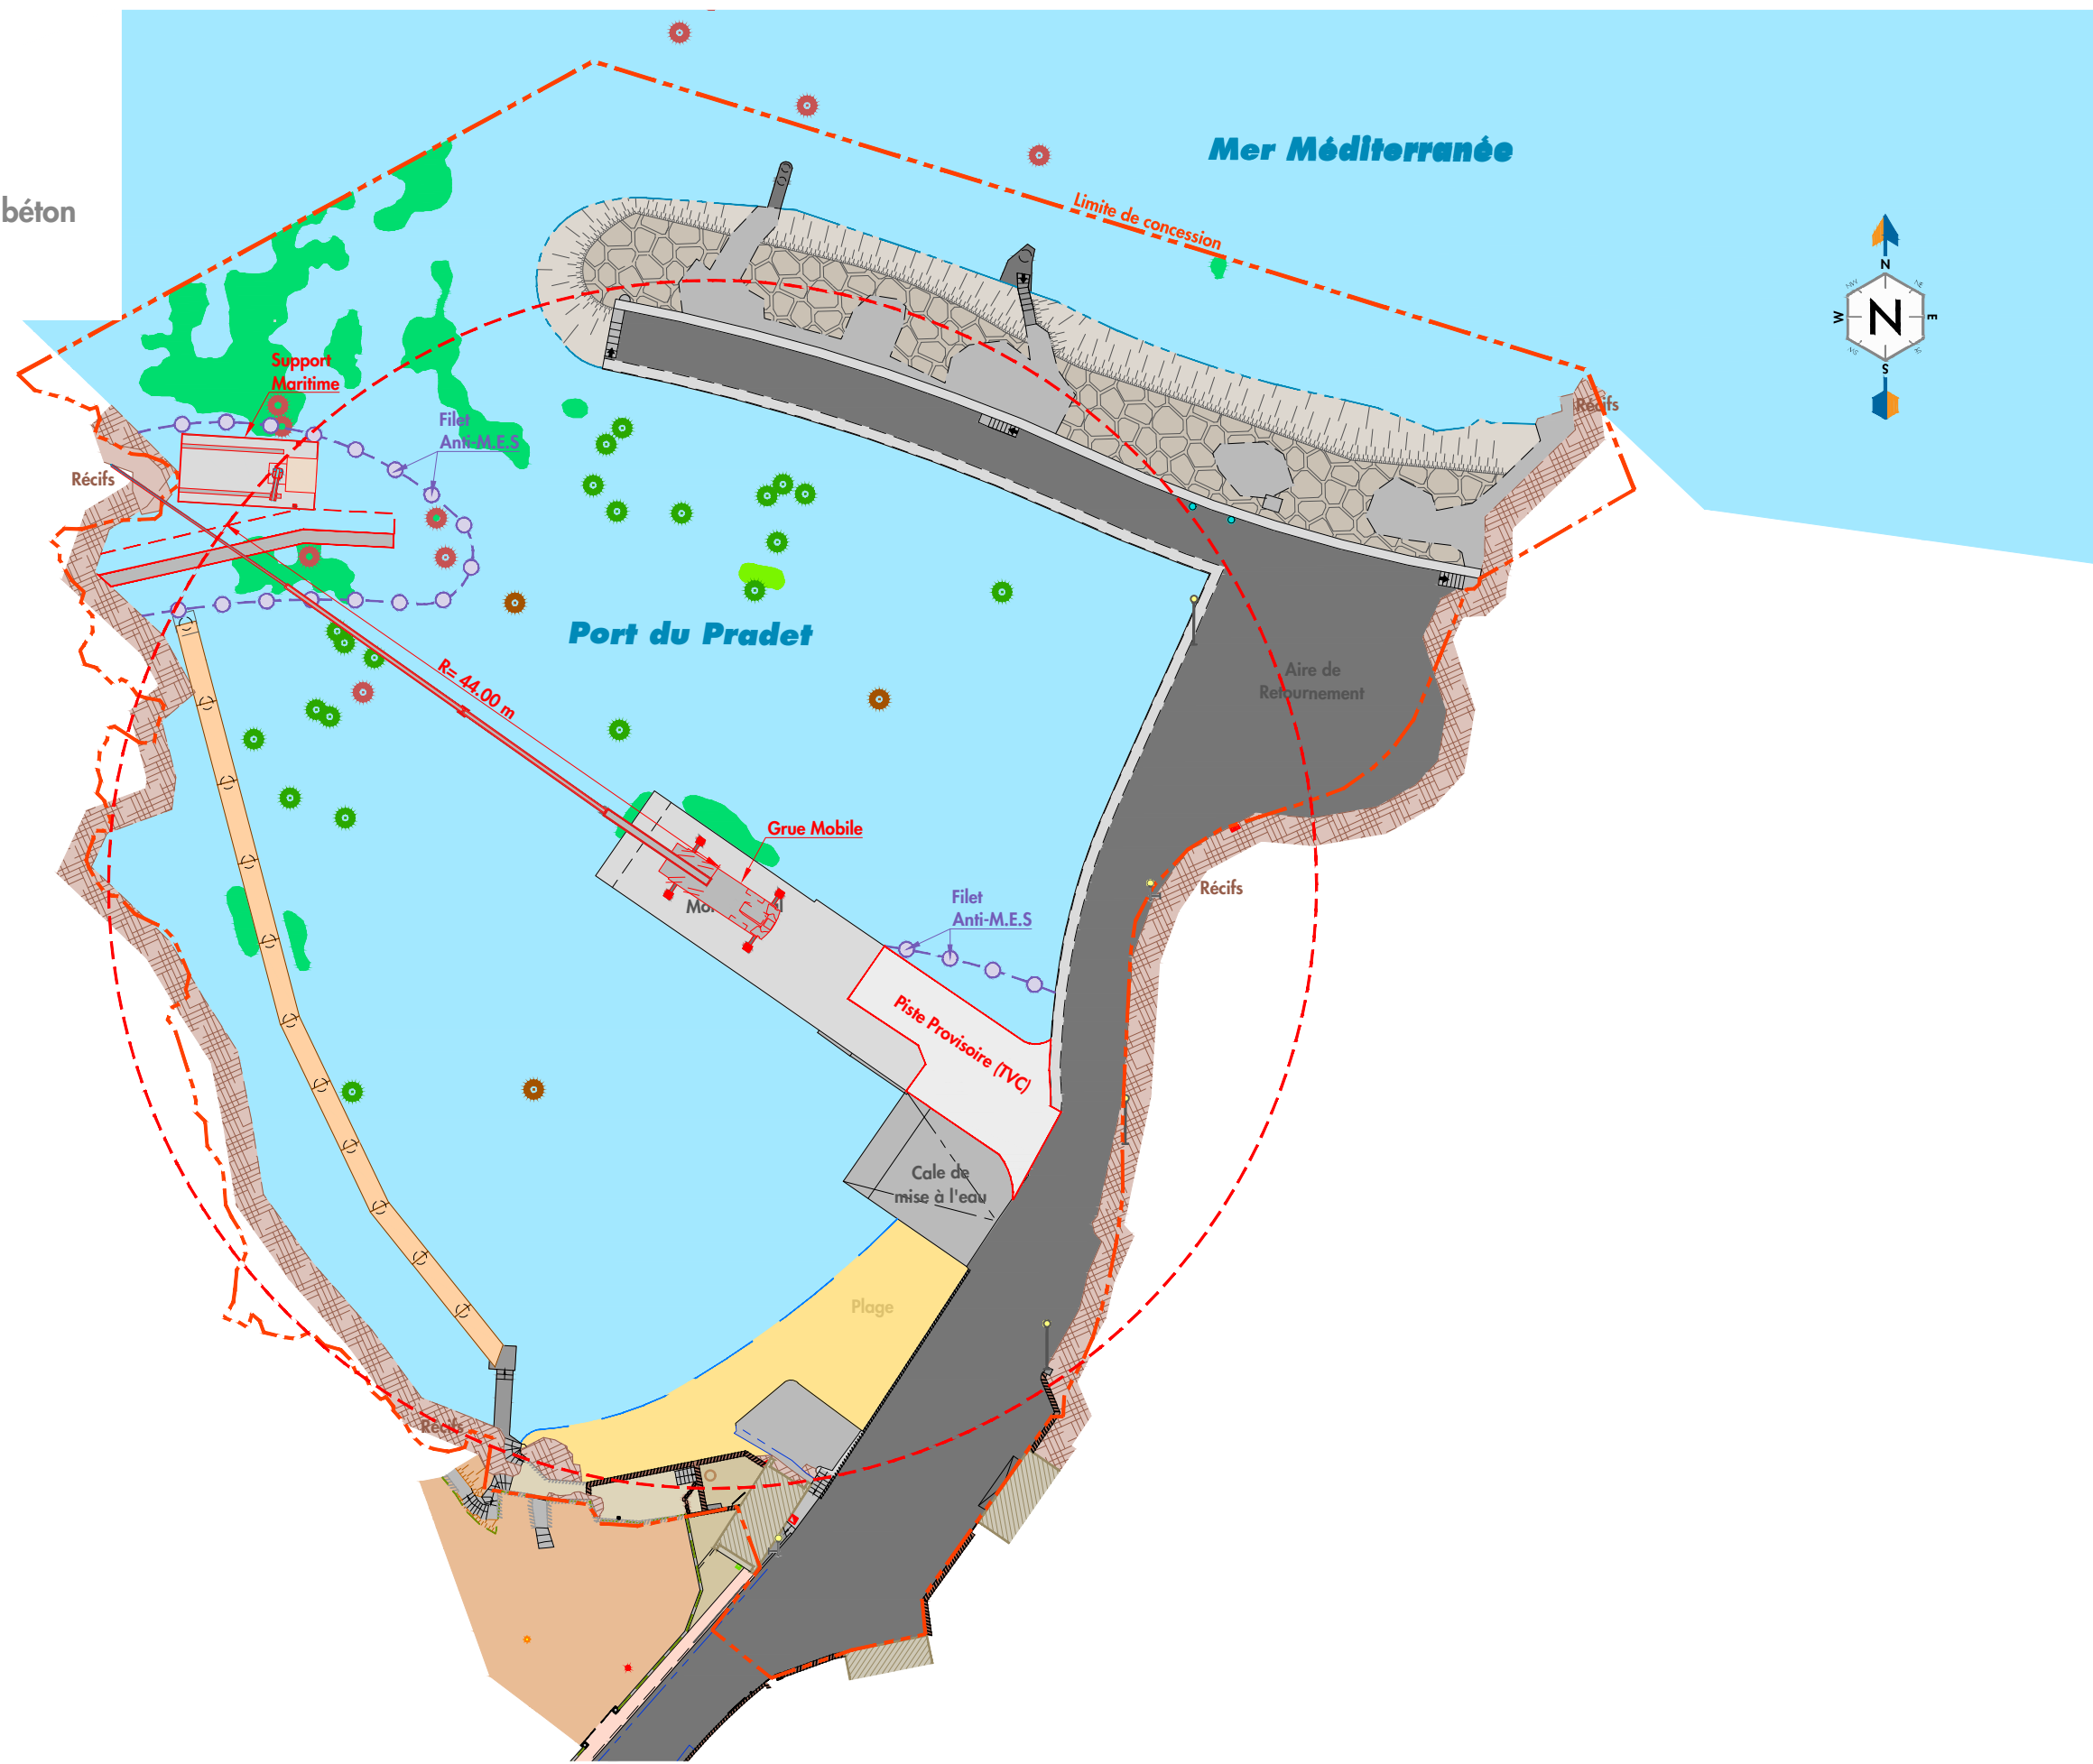 Mer Méditerranée
béton
Limite de concession
N
N
W
E
S
Support
Maritime
Récifs
Filet
Anti-M.E.S
Récifs
Port du Pradet
R= 44.00 m
Aire de
Retournement
Grue Mobile
Récifs
Filet
Anti-M.E.S
Piste Provisoire (TVC)
Cale de
mise à l'eau
Plage
Récifs